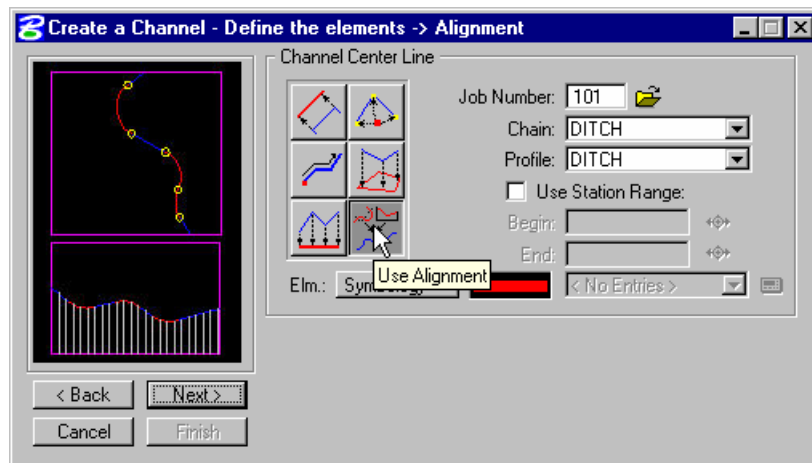 Create a Channel - Define the elements -> Alignment
Channel Center Line
Job Number: 101
Chain: DITCH
Profile: DITCH
Use Station Range:
Begin:
End:
Use Alignment
Elm.: Symbology
< No Entries >
< Back
Next >
Cancel
Finish